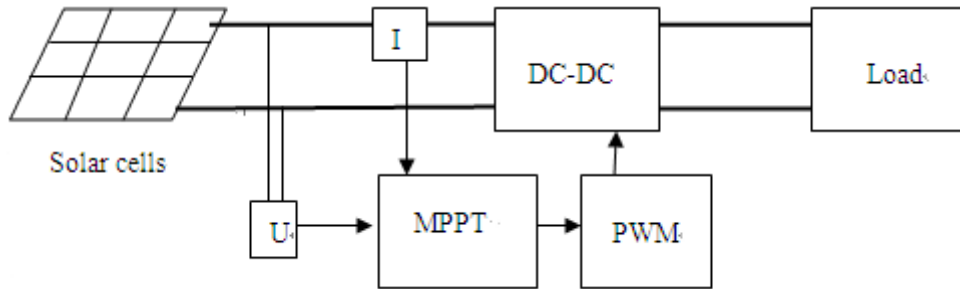 I
DC-DC
Load
Solar cells
U
MPPT
PWM